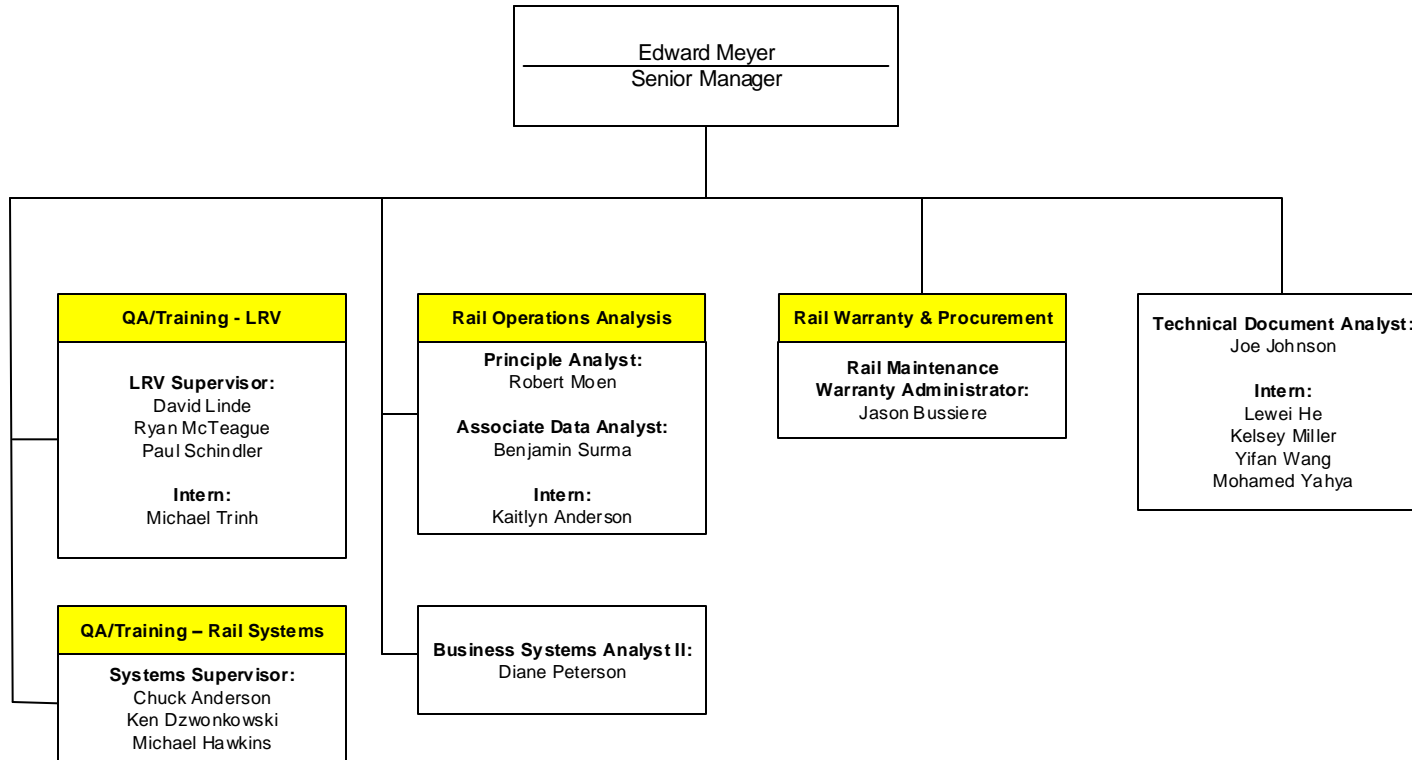 Edward Meyer
Senior Manager
QA/Training - LRV
LRV Supervisor:
David Linde
Ryan McTeague
Paul Schindler
Intern:
Michael Trinh
QA/Training – Rail Systems
Systems Supervisor:
Chuck Anderson
Ken Dzwonkowski
Michael Hawkins
Rail Operations Analysis
Principle Analyst:
Robert Moen
Associate Data Analyst:
Benjamin Surma
Intern:
Kaitlyn Anderson
Business Systems Analyst II:
Diane Peterson
Rail Warranty & Procurement
Rail Maintenance
Warranty Administrator:
Jason Bussiere
Technical Document Analyst:
Joe Johnson
Intern:
Lewei He
Kelsey Miller
Yifan Wang
Mohamed Yahya